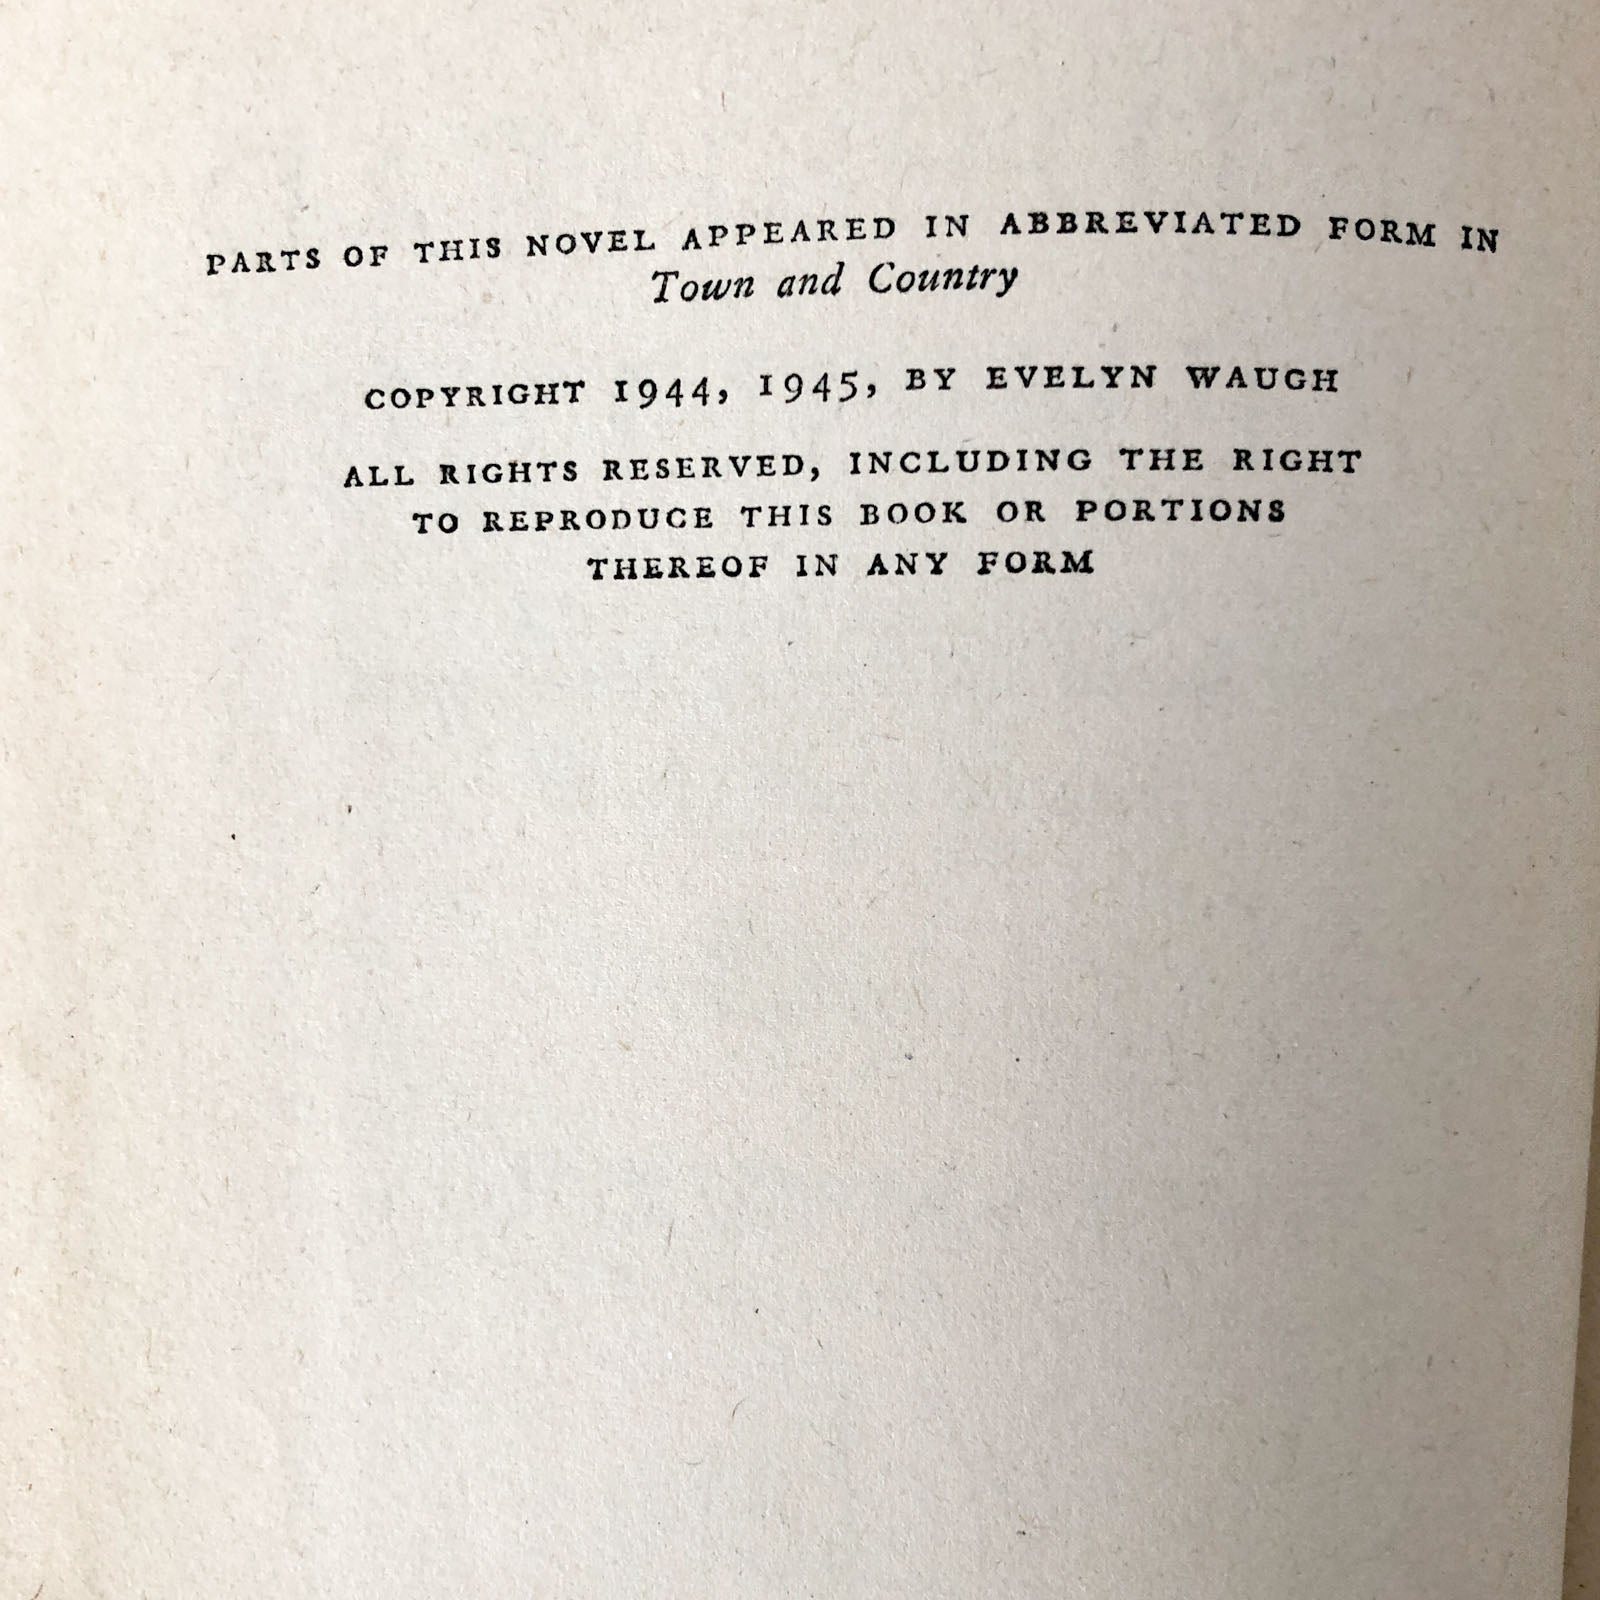 PARTS OF THIS NOVEL APPEARED IN ABBREVIATED FORM IN
Town and Country
COPYRIGHT 1944, 1945, BY EVELYN WAUGH
ALL RIGHTS RESERVED, INCLUDING THE RIGHT
TO REPRODUCE THIS BOOK OR PORTIONS
THEREOF IN ANY FORM